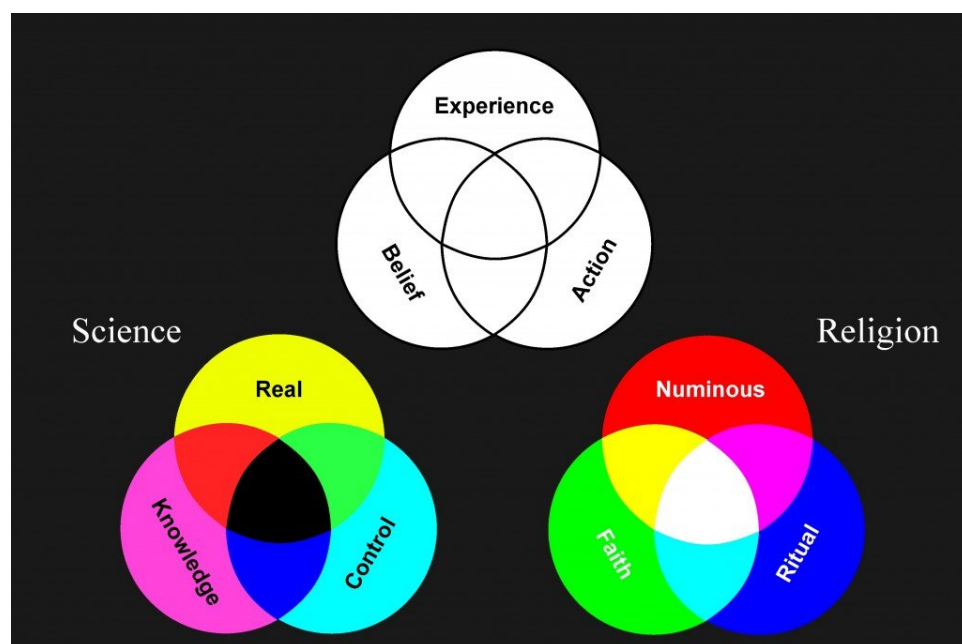 Experience
Belief
Action
Science
Religion
Real
Knowledge
Control
Numinous
Faith
Ritual